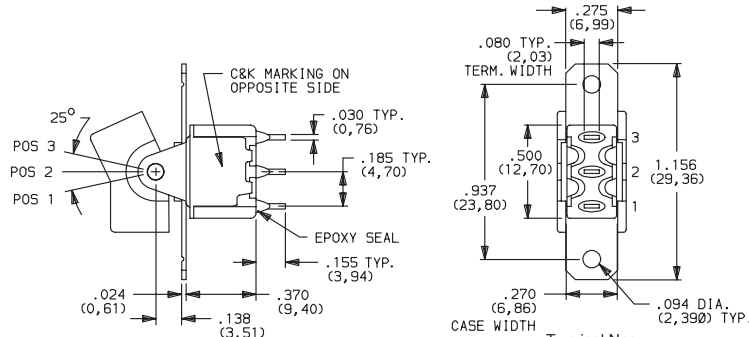 C&K MARKING ON
OPPOSITE SIDE
25°
POS 3
POS 2
POS 1
.030 TYP.
(0,76)
.185 TYP.
(4,70)
EPOXY SEAL
.155 TYP.
(3,94)
.024
(0,61)
.370
(9,40)
.138
(3,51)
.275
(6,99)
.080 TYP.
(2,03)
TERM. WIDTH
3
2
1
.500
(12,70)
1.156
(29,36)
.937
(23,80)
.270
(6,86)
CASE WIDTH
.094 DIA.
(2,390) TYP.